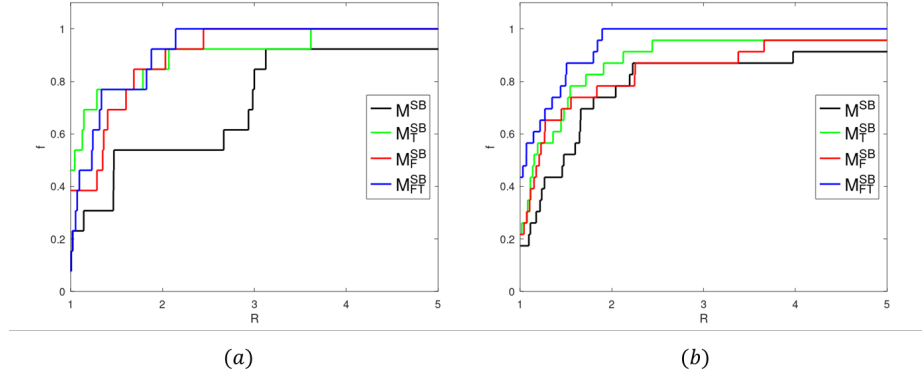 1
0.8
0.6
0.4
0.2
0
f
1 2 3 4 5
R
M^SB
M_T^SB
M_F^SB
M_FT^SB
(a)
1
0.8
0.6
0.4
0.2
0
f
1 2 3 4 5
R
M^SB
M_T^SB
M_F^SB
M_FT^SB
(b)